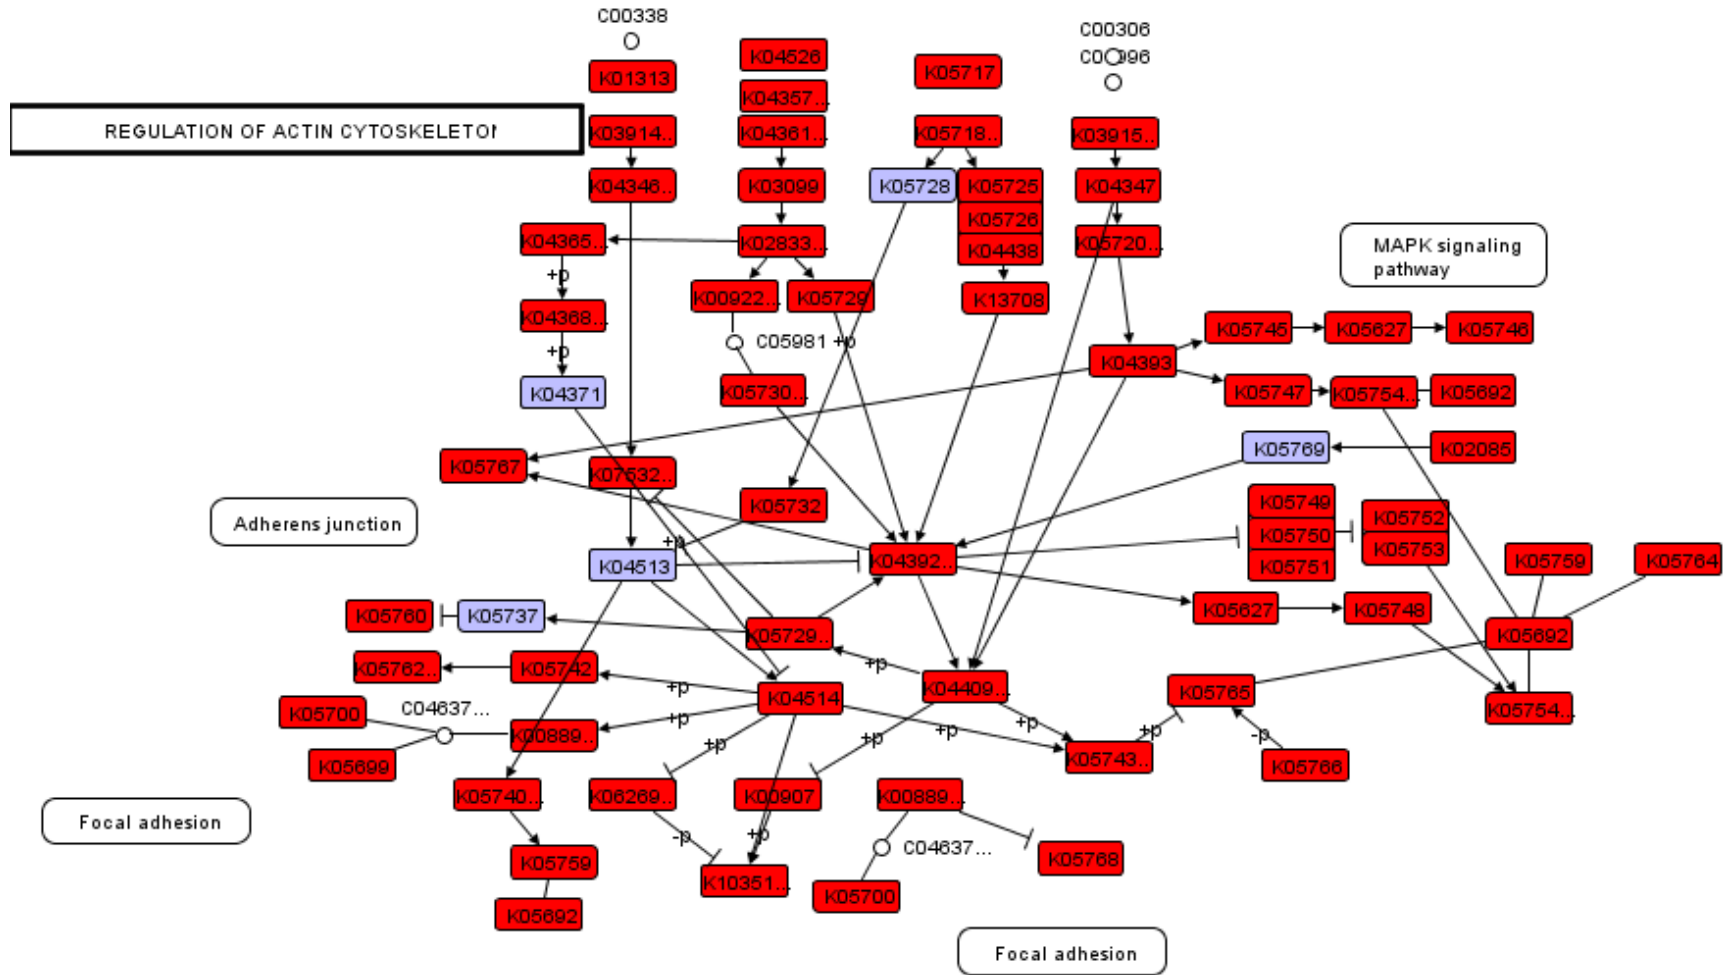 C00338
C00306
C00996
K04526
K01313
K05717
K04357...
REGULATION OF ACTIN CYTOSKELETON
K03914...
K04361...
K05718...
K03915...
K04346...
K03099
K05728
K05725
K04347
K05726
K04365...
K02833...
K04438
K05720...
MAPK signaling
pathway
+p
K00922...
K05729
K13708
K04368...
K05745
K05627
K05746
C05981
+p
+p
K04393
K04371
K05730...
K05747
K05754...
K05692
K05769
K02085
K05767
K07532...
K05732
K05749
K05752
Adherens junction
K05750
+p
K05753
K04513
K04392...
K05751
K05759
K05764
K05760
K05737
K05627
K05748
K05729...
K05692
K05762...
K05742
+p
+p
K04514
K04409...
K05765
K05700
C04637...
K05754...
+p
+p
K00889...
+p
+p
+p
+p
-p
K05743...
K05699
K05766
K05740...
K06269...
K00907
K00889...
Focal adhesion
-p
+p
C04637...
K05759
K05768
K10351...
K05700
K05692
Focal adhesion